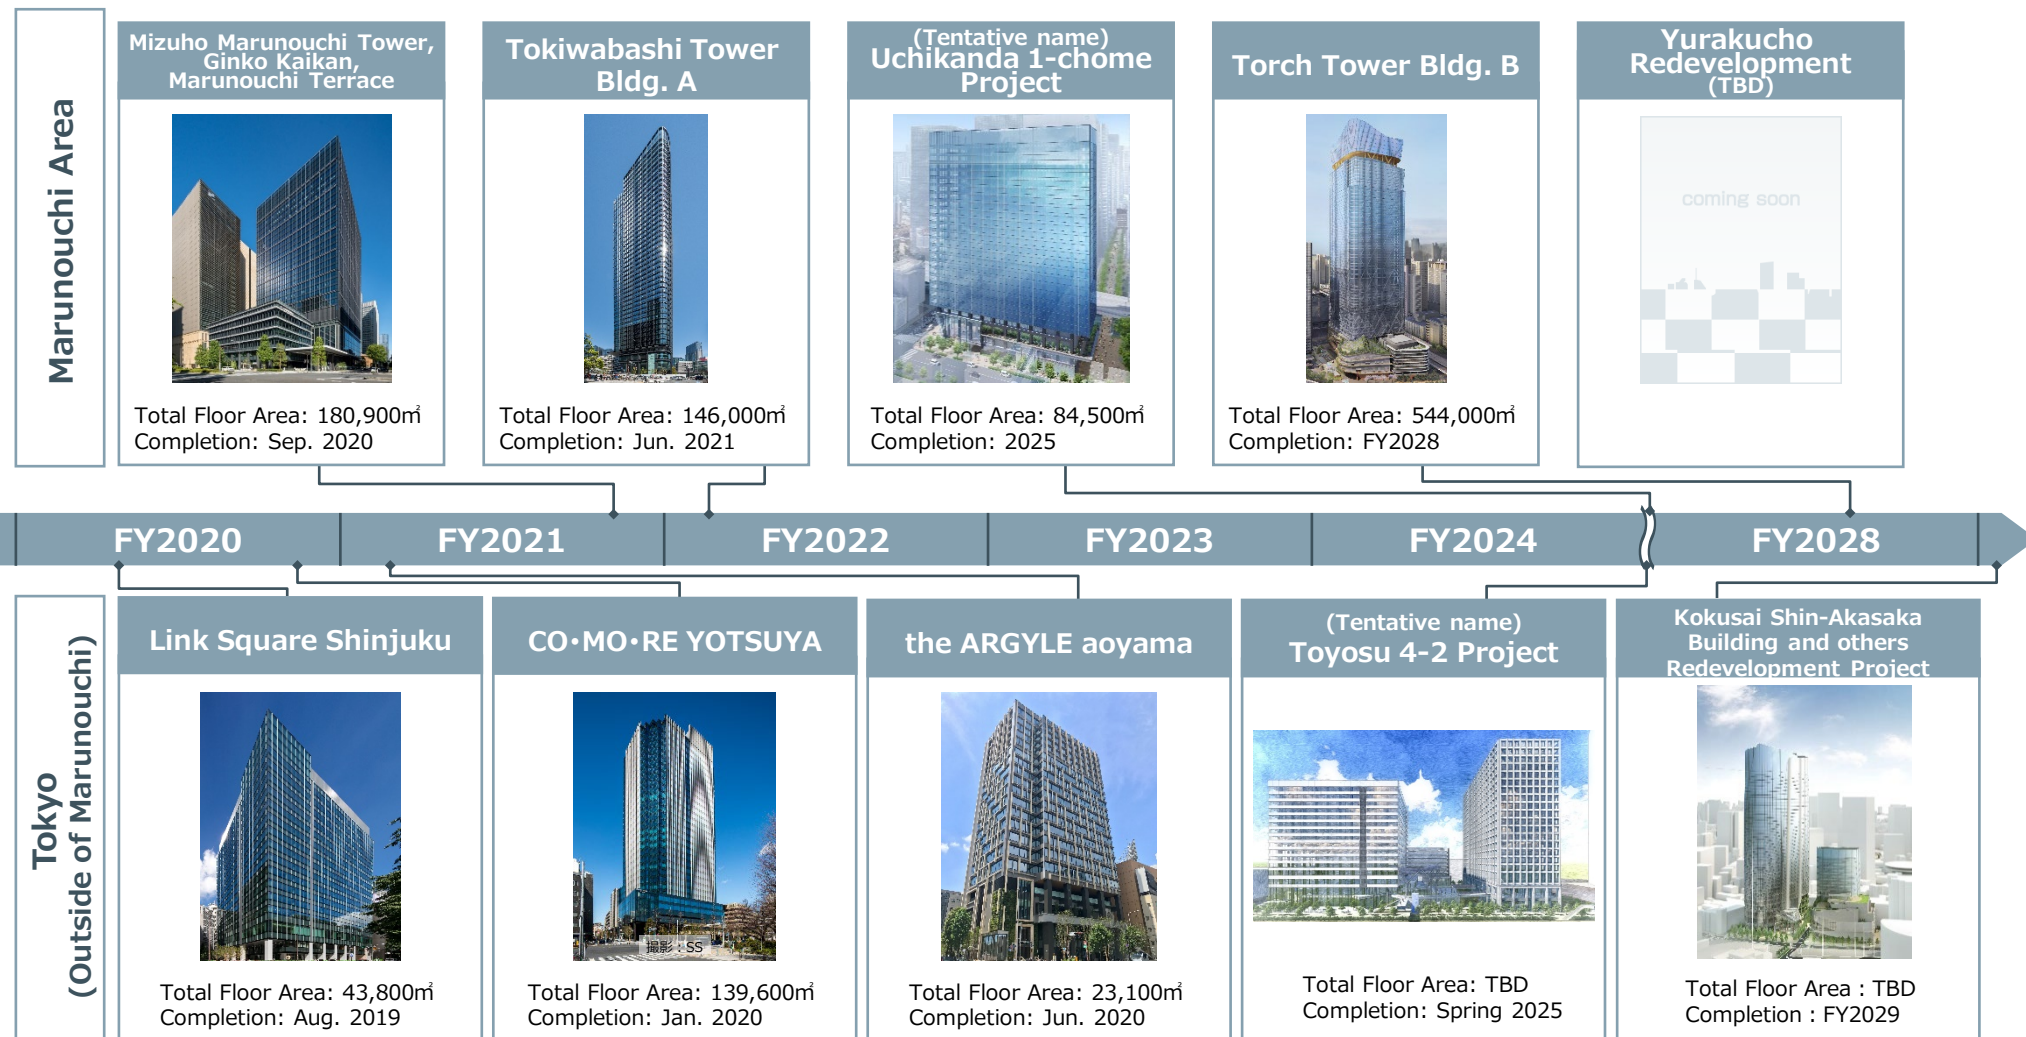 Marunouchi Area
Mizuho Marunouchi Tower,
Ginko Kaikan,
Marunouchi Terrace
Total Floor Area: 180,900㎡
Completion: Sep. 2020
Tokiwabashi Tower
Bldg. A
Total Floor Area: 146,000㎡
Completion: Jun. 2021
(Tentative name)
Uchikanda 1-chome
Project
Total Floor Area: 84,500㎡
Completion: 2025
Torch Tower Bldg. B
Total Floor Area: 544,000㎡
Completion: FY2028
Yurakucho
Redevelopment
(TBD)
coming soon
FY2020
FY2021
FY2022
FY2023
FY2024
FY2028
Tokyo
(Outside of Marunouchi)
Link Square Shinjuku
Total Floor Area: 43,800㎡
Completion: Aug. 2019
CO・MO・RE YOTSUYA
撮影：SS
Total Floor Area: 139,600㎡
Completion: Jan. 2020
the ARGYLE aoyama
Total Floor Area: 23,100㎡
Completion: Jun. 2020
(Tentative name)
Toyosu 4-2 Project
Total Floor Area: TBD
Completion: Spring 2025
Kokusai Shin-Akasaka
Building and others
Redevelopment Project
Total Floor Area : TBD
Completion : FY2029